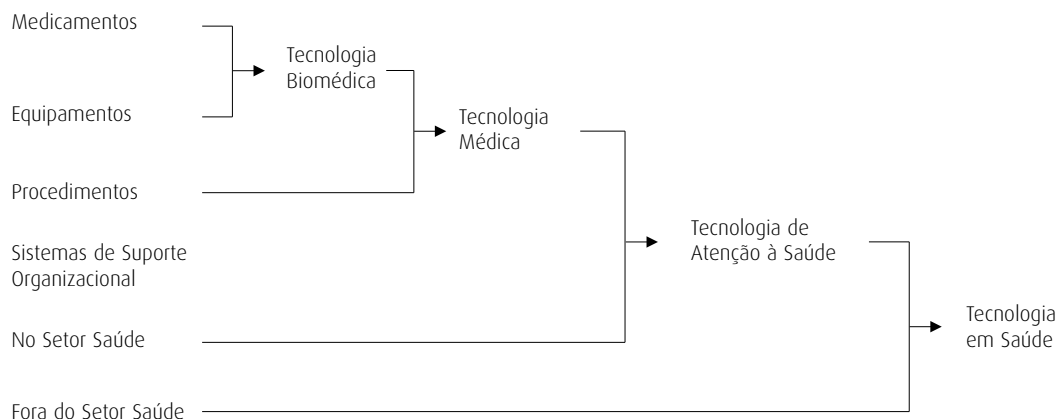 Medicamentos
Tecnologia
Biomédica
Equipamentos
Tecnologia
Médica
Procedimentos
Sistemas de Suporte
Organizacional
Tecnologia de
Atenção à Saúde
No Setor Saúde
Tecnologia
em Saúde
Fora do Setor Saúde